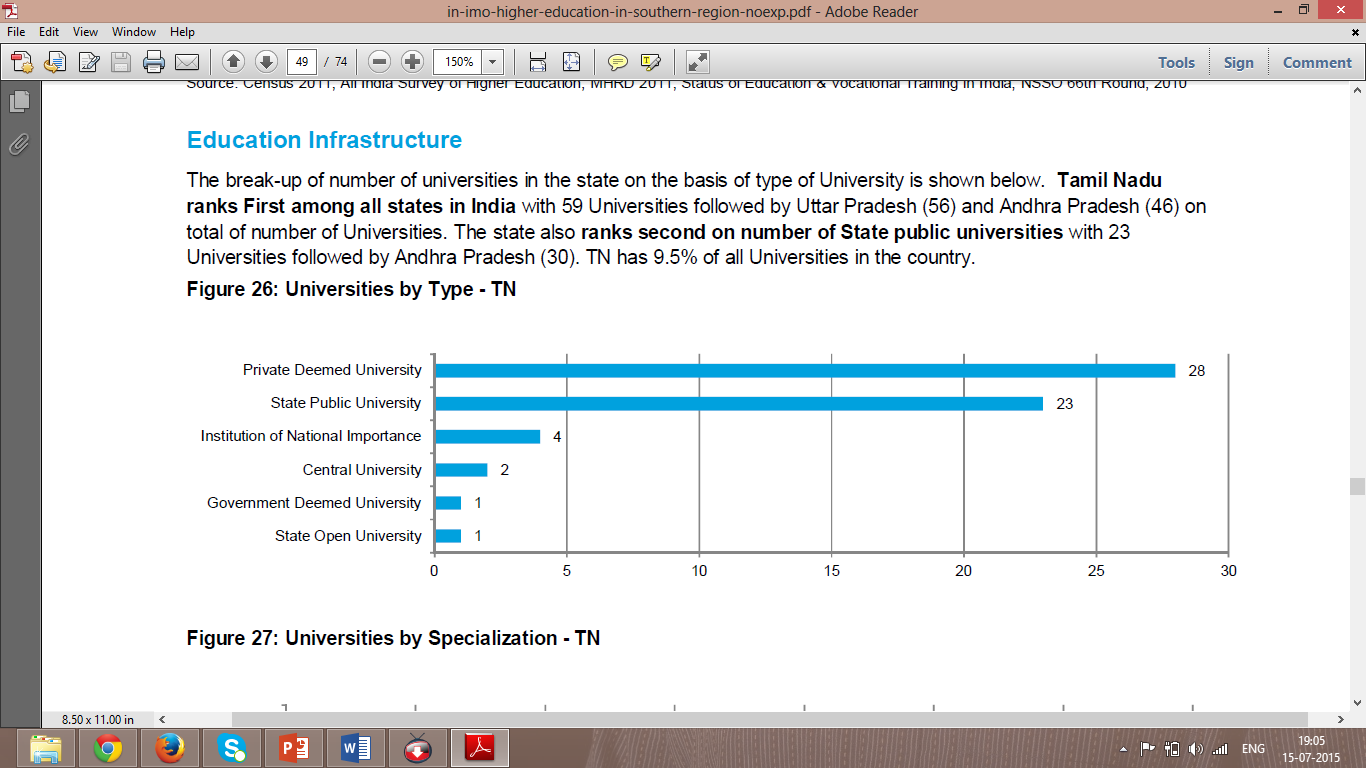 in-imo-higher-education-in-southern-region-noexp.pdf - Adobe Reader
File Edit View Window Help
49 / 74 150% Tools Sign Comment
Source: Census 2011, All India Survey of Higher Education, MHRD 2011, Status of Education & Vocational Training in India, NSSO 66th Round, 2010
Education Infrastructure
The break-up of number of universities in the state on the basis of type of University is shown below. Tamil Nadu
ranks First among all states in India with 59 Universities followed by Uttar Pradesh (56) and Andhra Pradesh (46) on
total of number of Universities. The state also ranks second on number of State public universities with 23
Universities followed by Andhra Pradesh (30). TN has 9.5% of all Universities in the country.
Figure 26: Universities by Type - TN
Private Deemed University 28
State Public University 23
Institution of National Importance 4
Central University 2
Government Deemed University 1
State Open University 1
0 5 10 15 20 25 30
Figure 27: Universities by Specialization - TN
8.50 x 11.00 in
ENG
19:05
15-07-2015